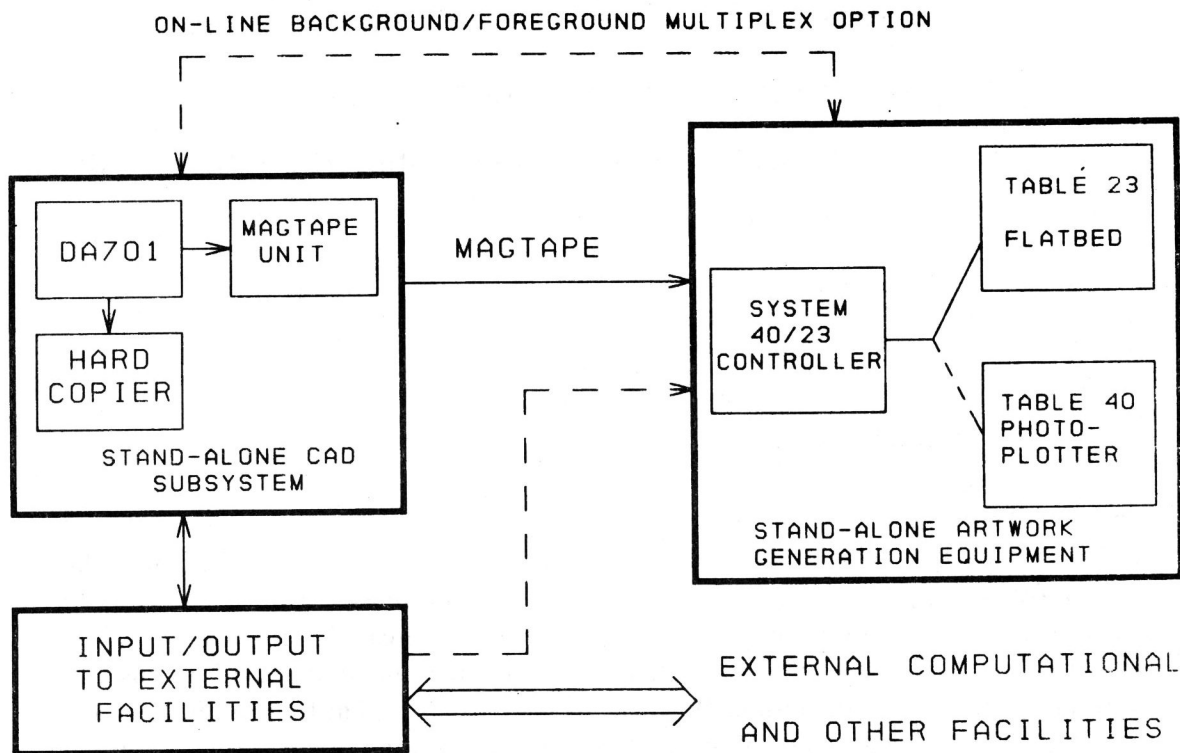 ON-LINE BACKGROUND/FOREGROUND MULTIPLEX OPTION
DA701
MAGTAPE
UNIT
HARD
COPIER
STAND-ALONE CAD
SUBSYSTEM
MAGTAPE
SYSTEM
40/23
CONTROLLER
TABLE 23
FLATBED
TABLE 40
PHOTO-
PLOTTER
STAND-ALONE ARTWORK
GENERATION EQUIPMENT
INPUT/OUTPUT
TO EXTERNAL
FACILITIES
EXTERNAL COMPUTATIONAL
AND OTHER FACILITIES